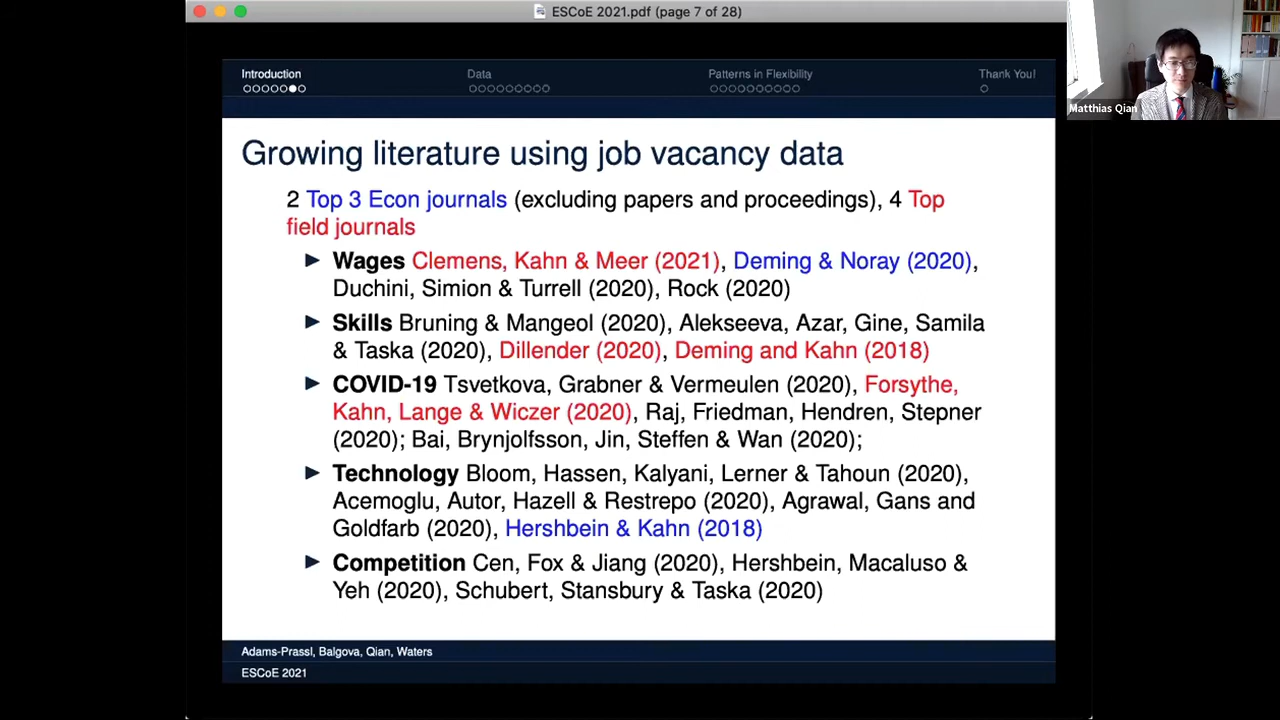 ESCoE 2021.pdf (page 7 of 28)
Introduction
Data
Patterns in Flexibility
Thank You!
Matthias Qian
Growing literature using job vacancy data
2 Top 3 Econ journals (excluding papers and proceedings), 4 Top
field journals
Wages Clemens, Kahn & Meer (2021), Deming & Noray (2020),
Duchini, Simion & Turrell (2020), Rock (2020)
Skills Bruning & Mangeol (2020), Alekseeva, Azar, Gine, Samila
& Taska (2020), Dillender (2020), Deming and Kahn (2018)
COVID-19 Tsvetkova, Grabner & Vermeulen (2020), Forsythe,
Kahn, Lange & Wiczer (2020), Raj, Friedman, Hendren, Stepner
(2020); Bai, Brynjolfsson, Jin, Steffen & Wan (2020);
Technology Bloom, Hassen, Kalyani, Lerner & Tahoun (2020),
Acemoglu, Autor, Hazell & Restrepo (2020), Agrawal, Gans and
Goldfarb (2020), Hershbein & Kahn (2018)
Competition Cen, Fox & Jiang (2020), Hershbein, Macaluso &
Yeh (2020), Schubert, Stansbury & Taska (2020)
Adams-Prassl, Balgova, Qian, Waters
ESCoE 2021